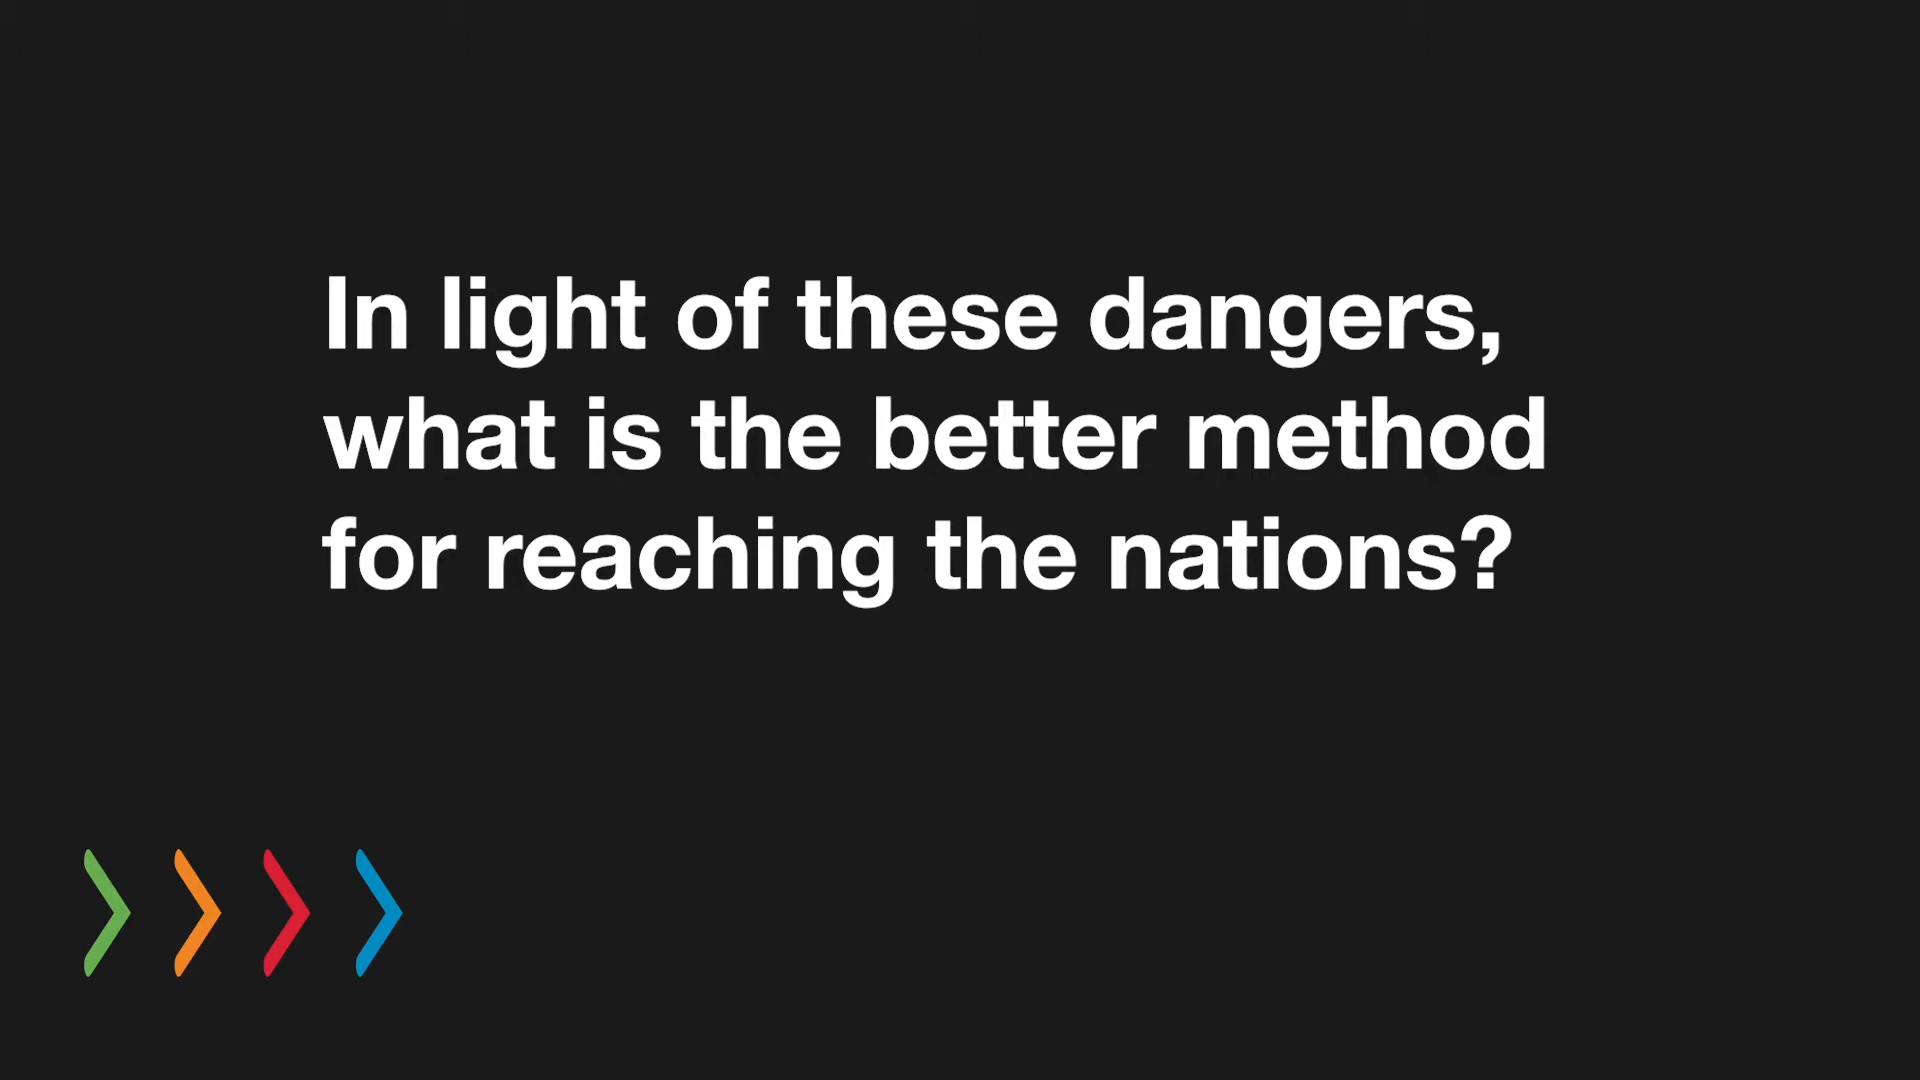 In light of these dangers,
what is the better method
for reaching the nations?